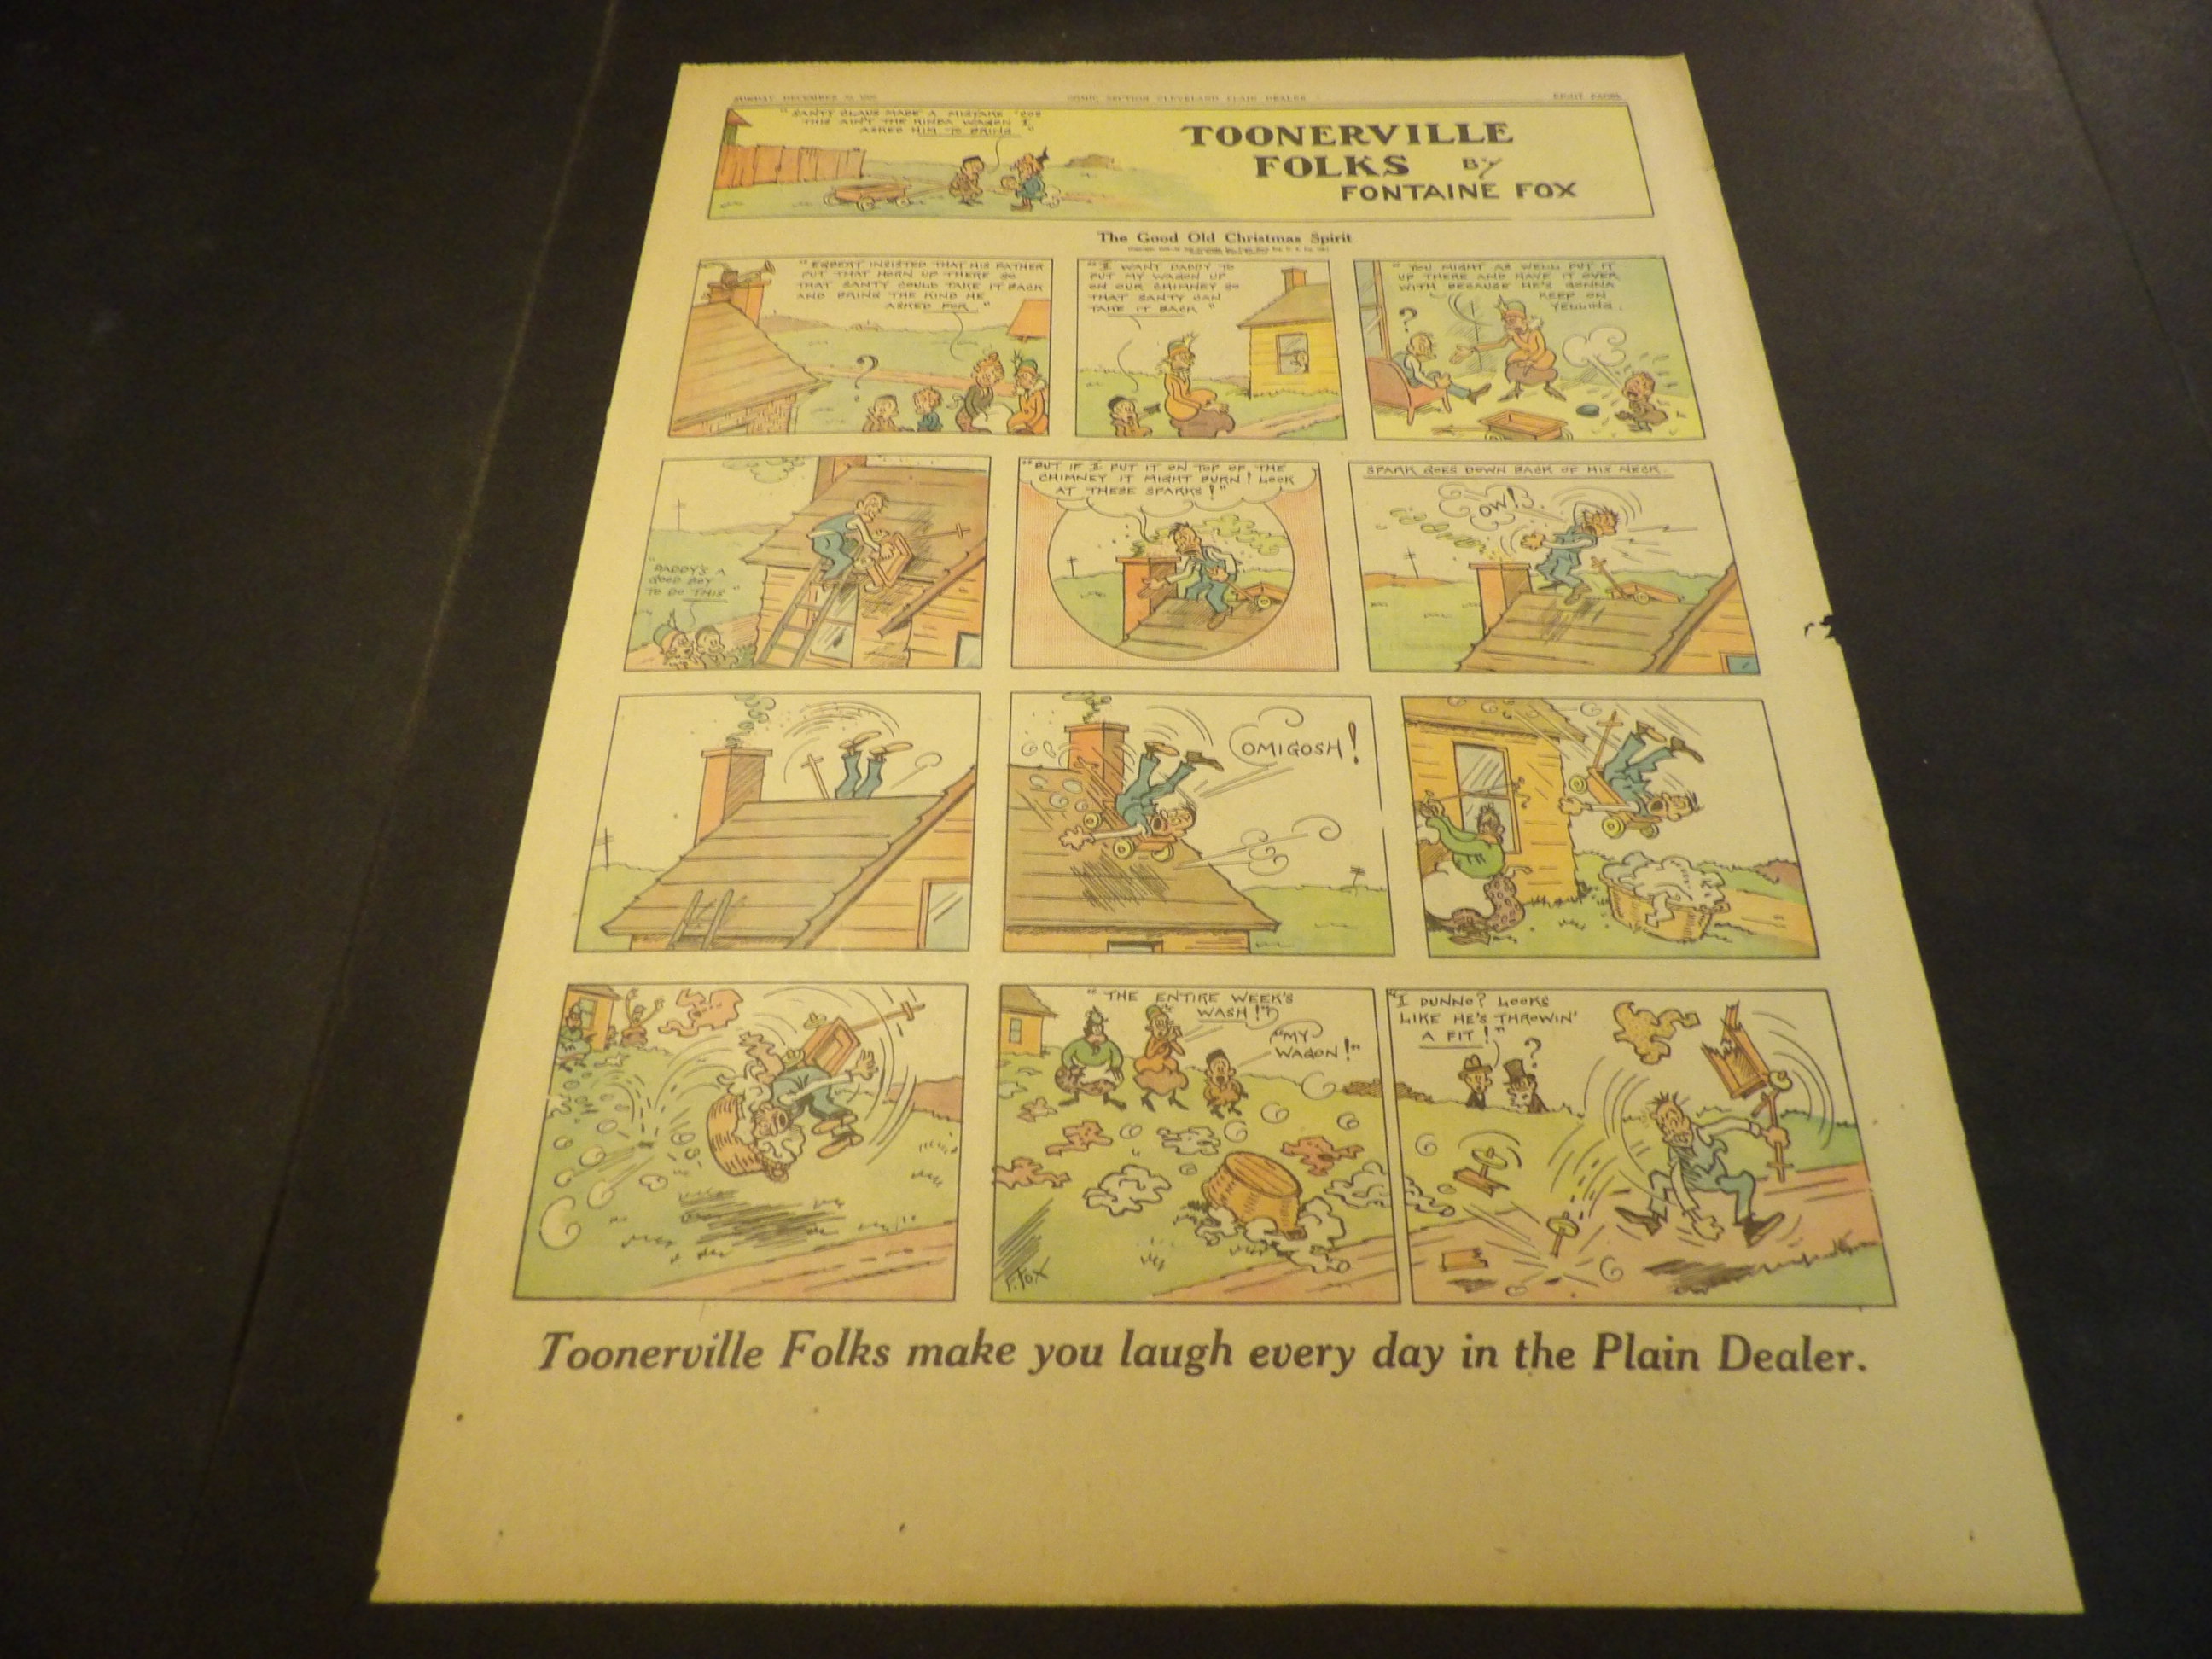 SUNDAY DECEMBER
COMIC SECTION CLEVELAND PLAIN DEALER
"SANTY CLAUS MADE A MISTAKE 'COS
THIS AIN'T THE KINDA WAGON I
ASKED HIM TO BRING"
TOONERVILLE
FOLKS BY
FONTAINE FOX
The Good Old Christmas Spirit
"EGBERT INSISTED THAT HIS FATHER
PUT THAT HORN UP THERE SO
THAT SANTY COULD TAKE IT BACK
AND BRING THE KIND HE
ASKED FOR"
?
"I WANT DADDY TO
PUT MY WAGON UP
ON OUR CHIMNEY SO
THAT SANTY CAN
TAKE IT BACK"
"YOU MIGHT AS WELL PUT IT
UP THERE AND HAVE IT OVER
WITH BECAUSE HE'S GONNA
KEEP ON
YELLING.
?
"DADDY'S A
GOOD BOY
TO DO THIS"
"BUT IF I PUT IT ON TOP OF THE
CHIMNEY IT MIGHT BURN! LOOK
AT THESE SPARKS!"
SPARK GOES DOWN BACK OF HIS NECK.
OW!
OMIGOSH!
"THE ENTIRE WEEK'S
WASH!"
"MY
WAGON!"
F. FOX
"I DUNNO? LOOKS
LIKE HE'S THROWIN'
A FIT!"
?
Toonerville Folks make you laugh every day in the Plain Dealer.